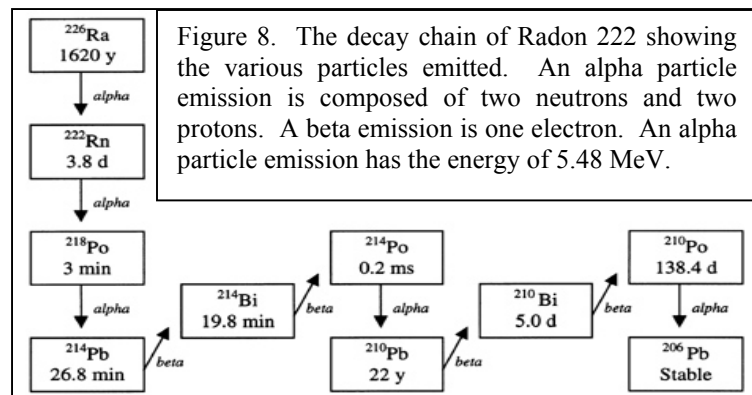 ²²⁶Ra
1620 y
alpha
Figure 8. The decay chain of Radon 222 showing
the various particles emitted. An alpha particle
emission is composed of two neutrons and two
protons. A beta emission is one electron. An alpha
particle emission has the energy of 5.48 MeV.
²²²Rn
3.8 d
alpha
²¹⁸Po
3 min
alpha
²¹⁴Pb
26.8 min
beta
²¹⁴Bi
19.8 min
beta
²¹⁴Po
0.2 ms
alpha
²¹⁰Pb
22 y
beta
²¹⁰Bi
5.0 d
beta
²¹⁰Po
138.4 d
alpha
²⁰⁶Pb
Stable